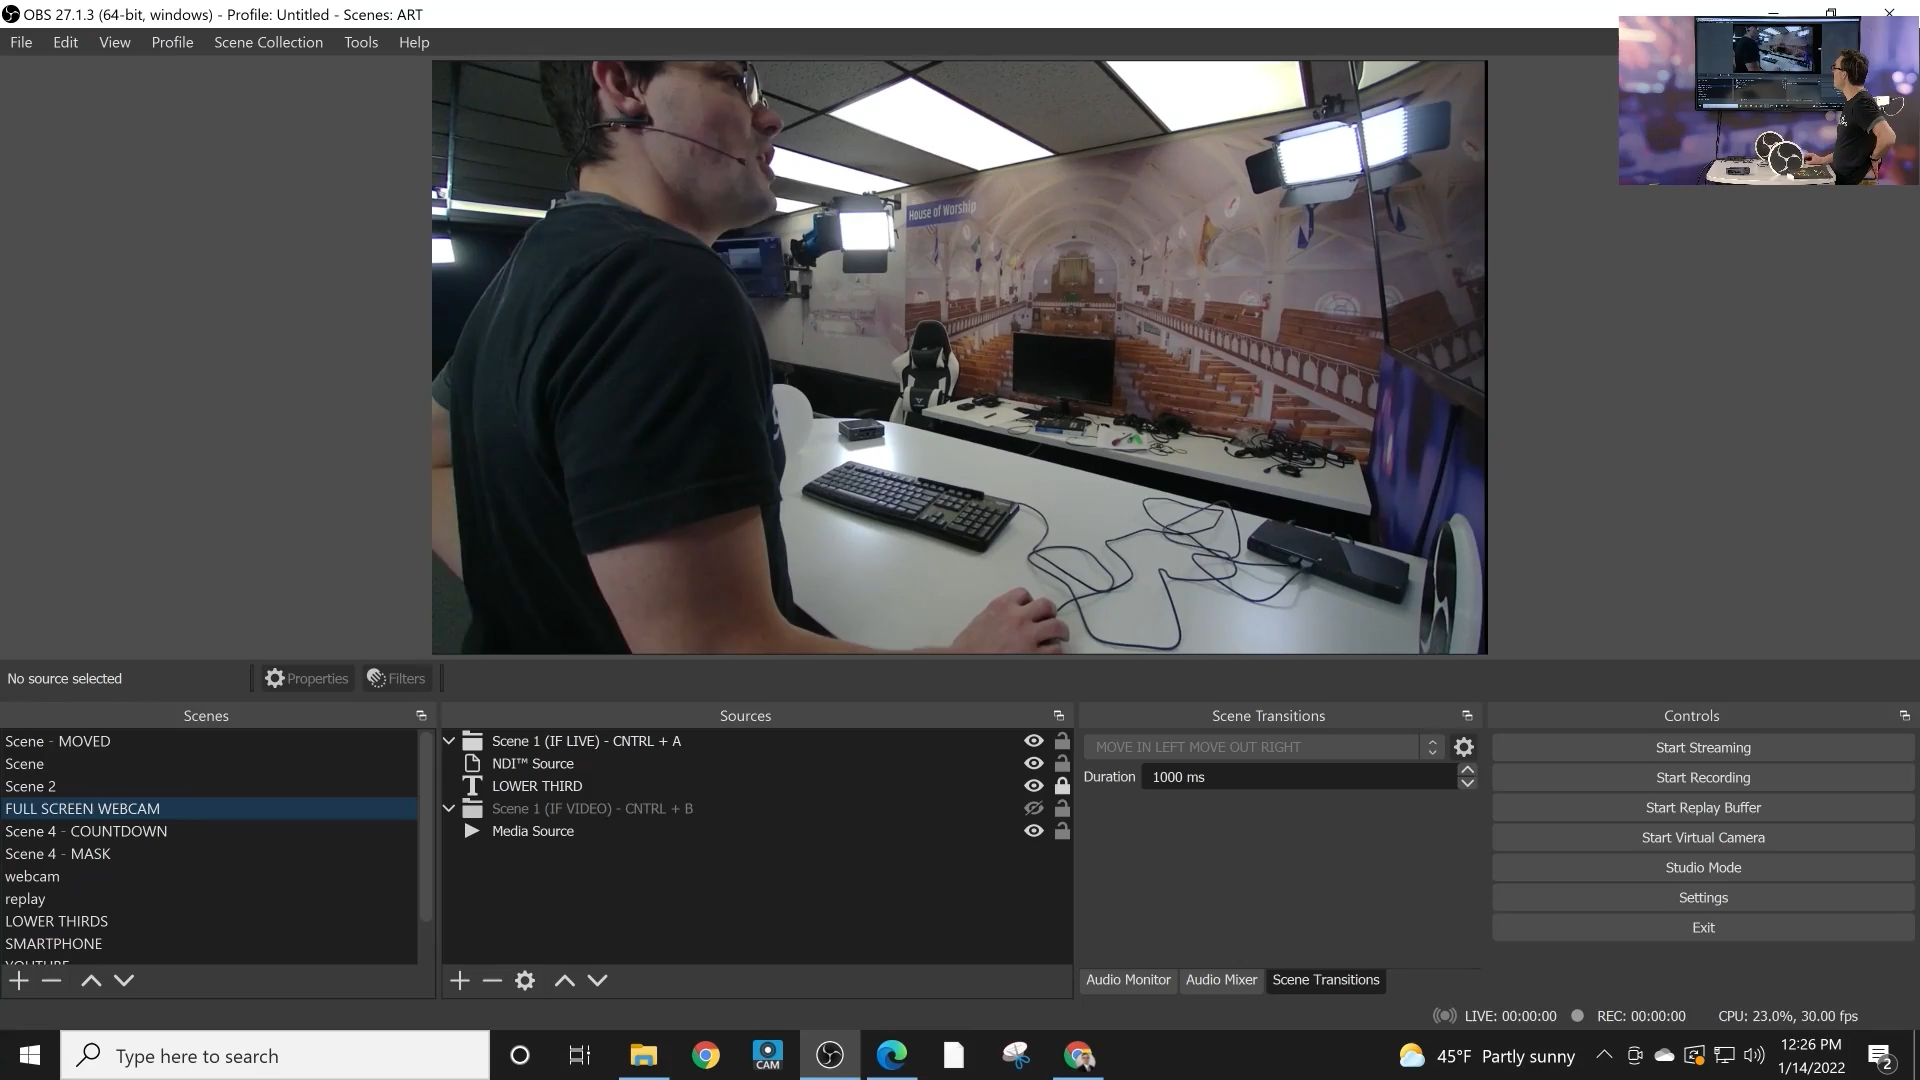 OBS 27.1.3 (64-bit, windows) - Profile: Untitled - Scenes: ART
File Edit View Profile Scene Collection Tools Help
House of Worship
No source selected Properties Filters
Scenes
Scene - MOVED
Scene
Scene 2
FULL SCREEN WEBCAM
Scene 4 - COUNTDOWN
Scene 4 - MASK
webcam
replay
LOWER THIRDS
SMARTPHONE
YOUTUBE
Sources
Scene 1 (IF LIVE) - CNTRL + A
NDI™ Source
LOWER THIRD
Scene 1 (IF VIDEO) - CNTRL + B
Media Source
Scene Transitions
MOVE IN LEFT MOVE OUT RIGHT
Duration 1000 ms
Audio Monitor Audio Mixer Scene Transitions
Controls
Start Streaming
Start Recording
Start Replay Buffer
Start Virtual Camera
Studio Mode
Settings
Exit
LIVE: 00:00:00 REC: 00:00:00 CPU: 23.0%, 30.00 fps
Type here to search
CAM
45°F Partly sunny
12:26 PM
1/14/2022
2